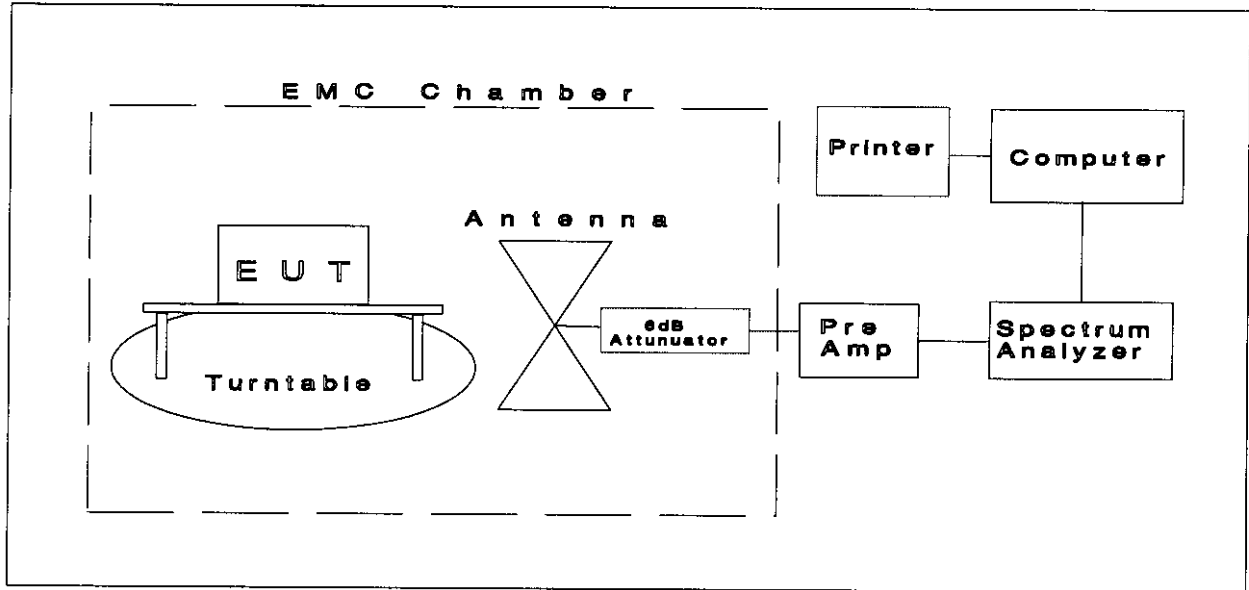 EMC Chamber
Printer
Computer
Antenna
EUT
6dB
Attunuator
Pre
Amp
Spectrum
Analyzer
Turntable